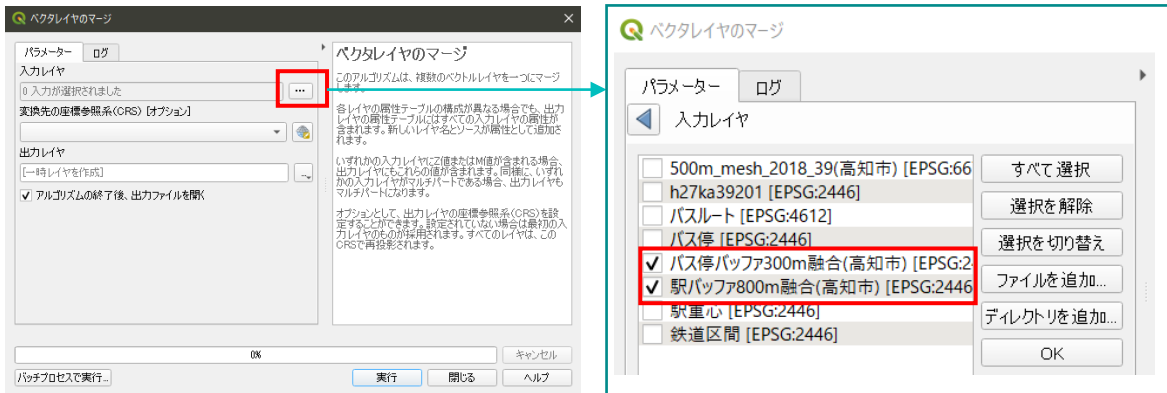 ベクタレイヤのマージ
パラメーター ログ
入力レイヤ
0 入力が選択されました
...
変換先の座標参照系(CRS) [オプション]
出力レイヤ
[一時レイヤを作成]
...
アルゴリズムの終了後、出力ファイルを開く
ベクタレイヤのマージ
このアルゴリズムは、複数のベクトルレイヤを一つにマージ
します。
各レイヤの属性テーブルの構成が異なる場合でも、出力
レイヤの属性テーブルにはすべての入力レイヤの属性が
含まれます。新しいレイヤ名とソースが属性として追加さ
れます。
いずれかの入力レイヤにZ値またはM値が含まれる場合、
出力レイヤにもこれらの値が含まれます。同様に、いずれ
かの入力レイヤがマルチパートである場合、出力レイヤも
マルチパートになります。
オプションとして、出力レイヤの座標参照系(CRS)を設
定することができます。設定されていない場合は最初の入
力レイヤのものが採用されます。すべてのレイヤは、この
CRSで再投影されます。
0%
キャンセル
バッチプロセスで実行...
実行 閉じる ヘルプ
ベクタレイヤのマージ
パラメーター ログ
入力レイヤ
500m_mesh_2018_39(高知市) [EPSG:66
h27ka39201 [EPSG:2446]
バスルート [EPSG:4612]
バス停 [EPSG:2446]
バス停バッファ300m融合(高知市) [EPSG:2
駅バッファ800m融合(高知市) [EPSG:2446
駅重心 [EPSG:2446]
鉄道区間 [EPSG:2446]
すべて選択
選択を解除
選択を切り替え
ファイルを追加...
ディレクトリを追加...
OK